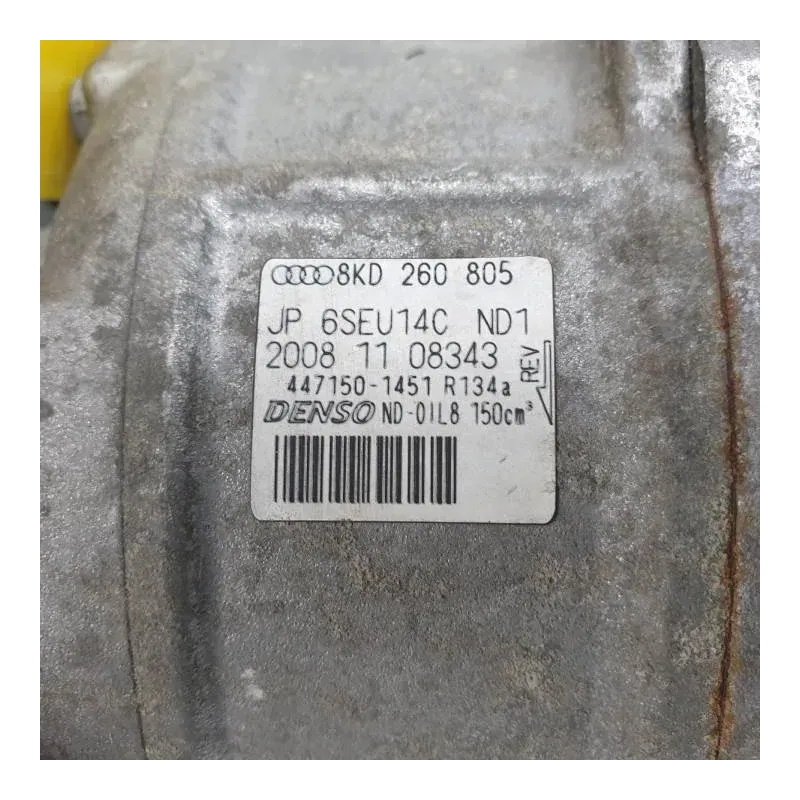 8KD 260 805
JP 6SEU14C ND1
2008 11 08343
REV
447150-1451 R134a
DENSO ND-OIL8 150cm³